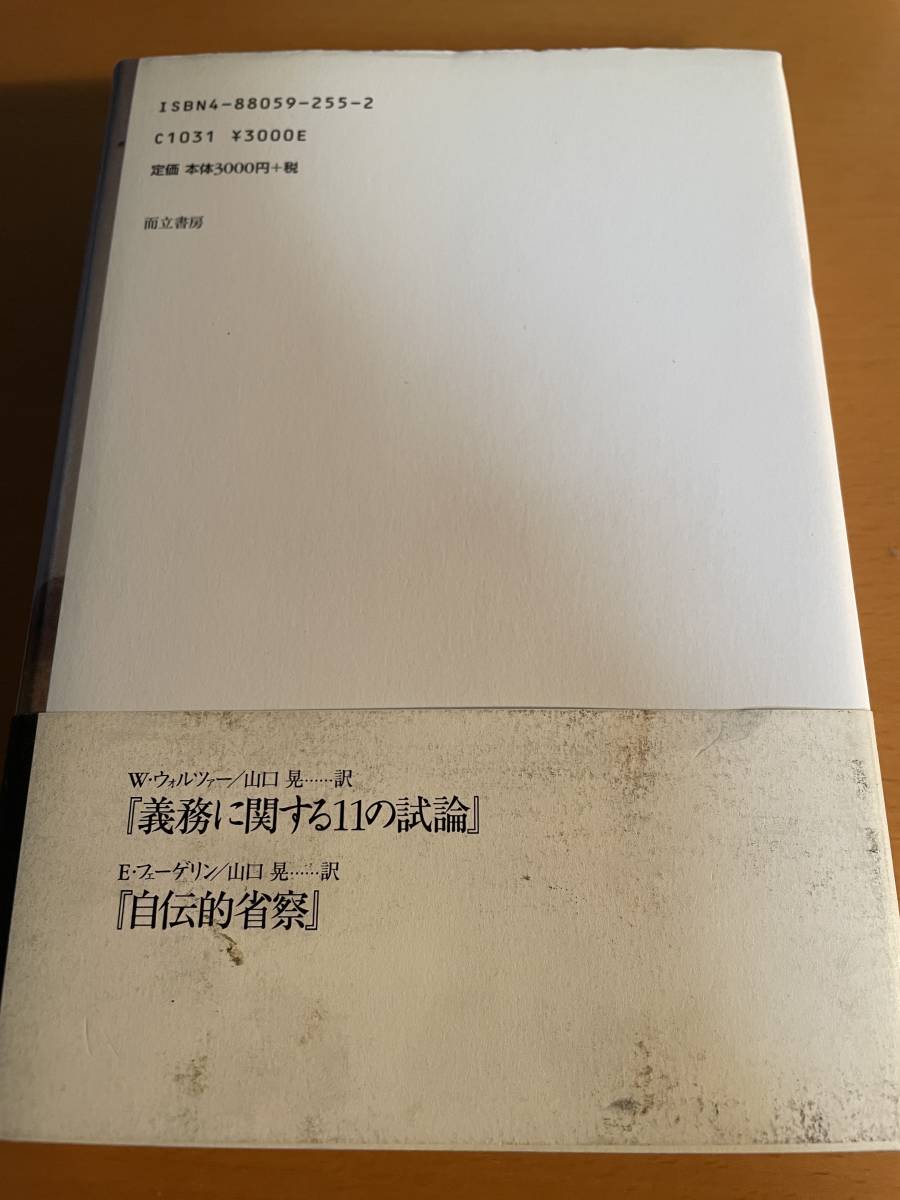 ISBN4-88059-255-2
C1031 ¥3000E
定価 本体3000円+税
而立書房
W・ウォルツァー/山口 晃……訳
『義務に関する11の試論』
E・フェーゲリン/山口 晃……訳
『自伝的省察』